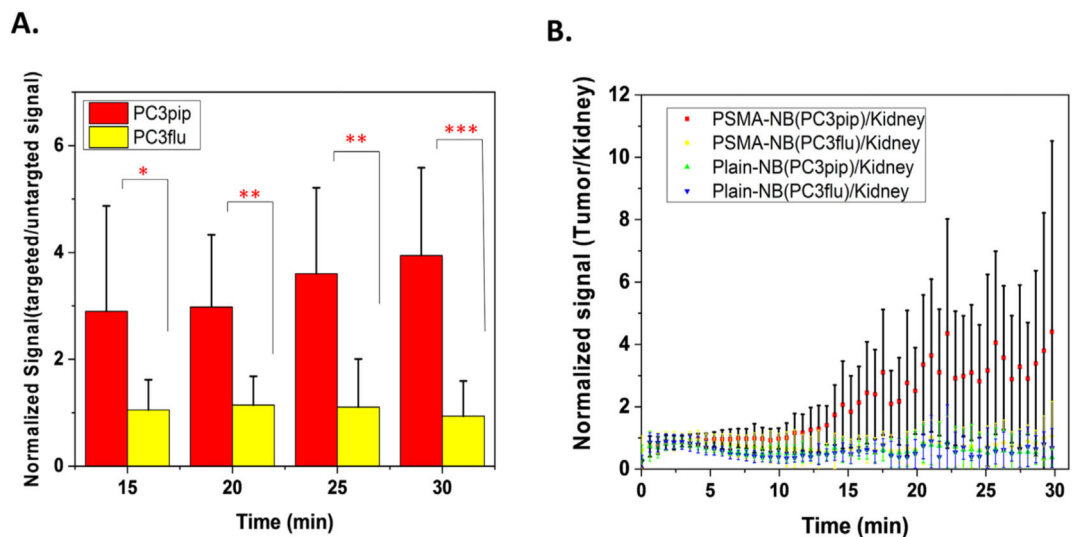 A.
Normalized Signal(targeted/untargted signal)
PC3pip
PC3flu
*
**
**
***
6
4
2
0
15
20
25
30
Time (min)
B.
Normalized signal (Tumor/Kidney)
PSMA-NB(PC3pip)/Kidney
PSMA-NB(PC3flu)/Kidney
Plain-NB(PC3pip)/Kidney
Plain-NB(PC3flu)/Kidney
12
10
8
6
4
2
0
0
5
10
15
20
25
30
Time (min)